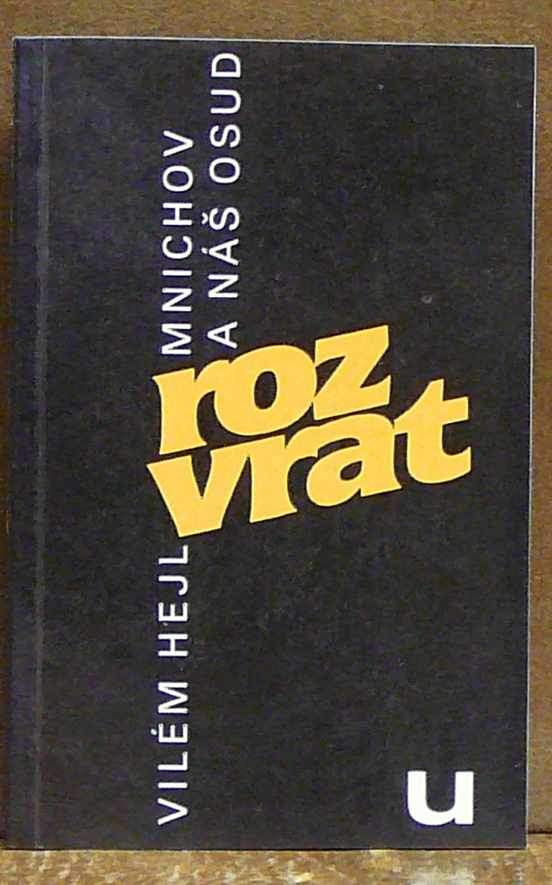 VILÉM HEJL
roz
vrat
MNICHOV
A NÁŠ OSUD
u